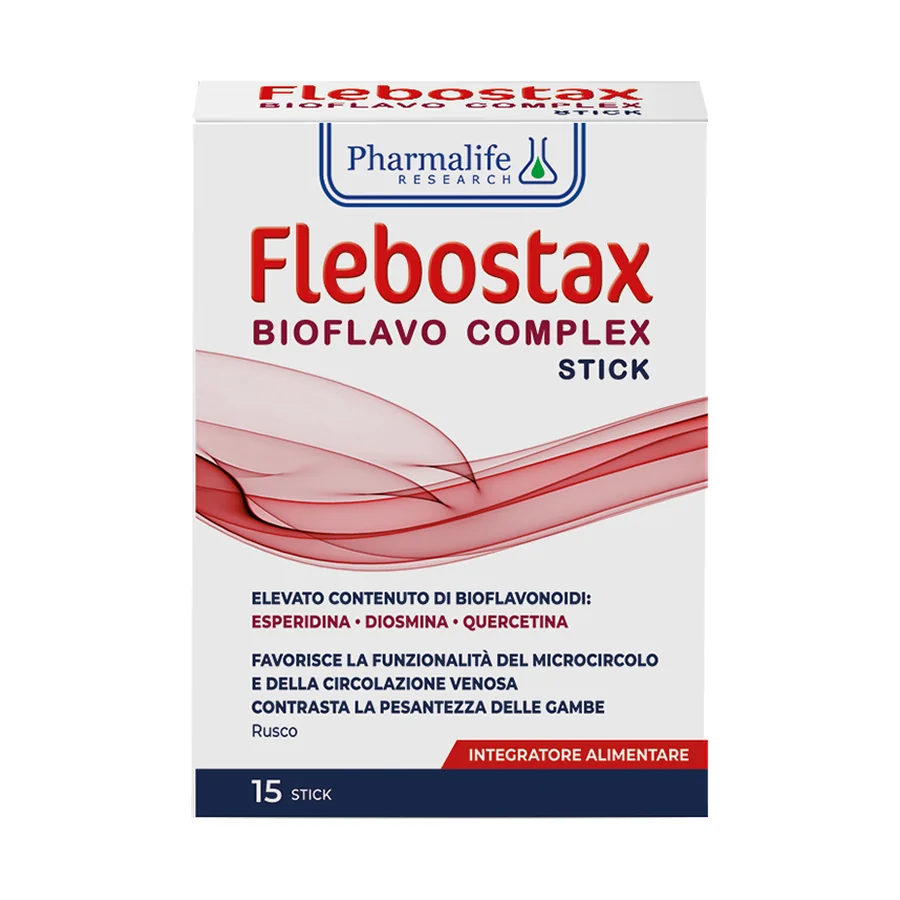 Flebostax
BIOFLAVO COMPLEX
STICK
Pharmalife
RESEARCH
Flebostax
BIOFLAVO COMPLEX
STICK
ELEVATO CONTENUTO DI BIOFLAVONOIDI:
ESPERIDINA • DIOSMINA • QUERCETINA
FAVORISCE LA FUNZIONALITÀ DEL MICROCIRCOLO
E DELLA CIRCOLAZIONE VENOSA
CONTRASTA LA PESANTEZZA DELLE GAMBE
Rusco
INTEGRATORE ALIMENTARE
15 STICK